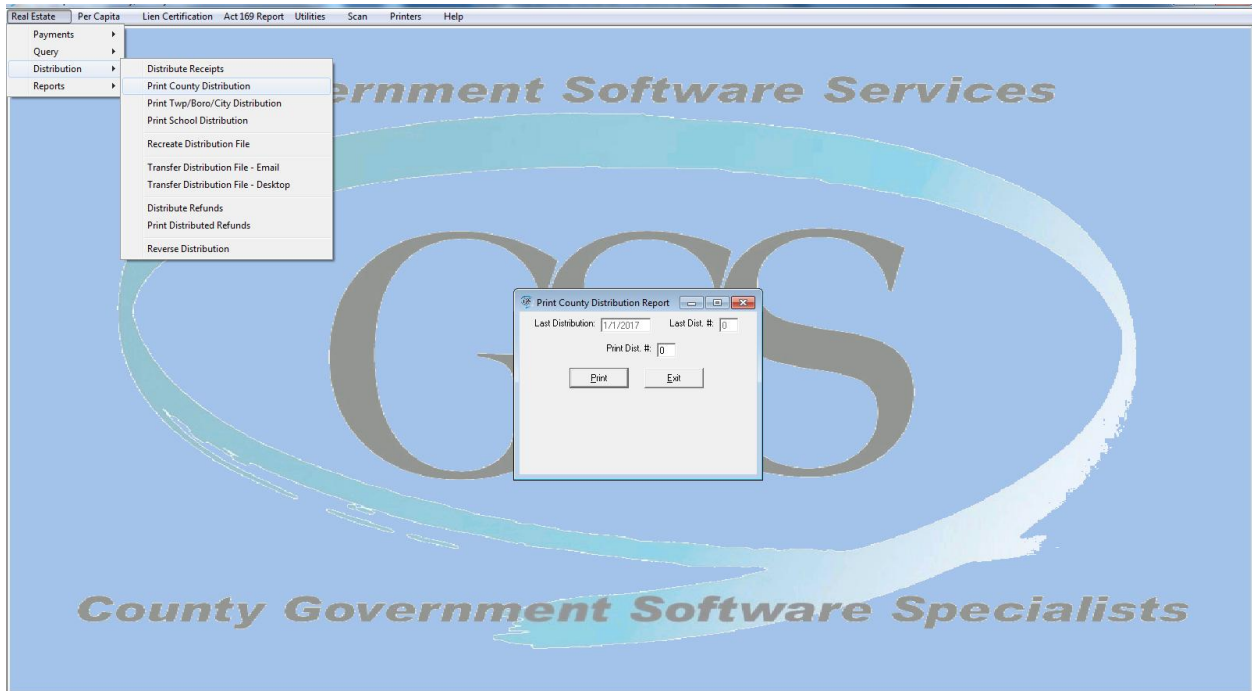 Real Estate Per Capita Lien Certification Act 169 Report Utilities Scan Printers Help
Payments
Query
Distribution
Reports
Distribute Receipts
Print County Distribution
Print Twp/Boro/City Distribution
Print School Distribution
Recreate Distribution File
Transfer Distribution File - Email
Transfer Distribution File - Desktop
Distribute Refunds
Print Distributed Refunds
Reverse Distribution
ernment Software Services
GSS
Print County Distribution Report
Last Distribution: 1/1/2017 Last Dist. #: 0
Print Dist. #: 0
Print Exit
County Government Software Specialists